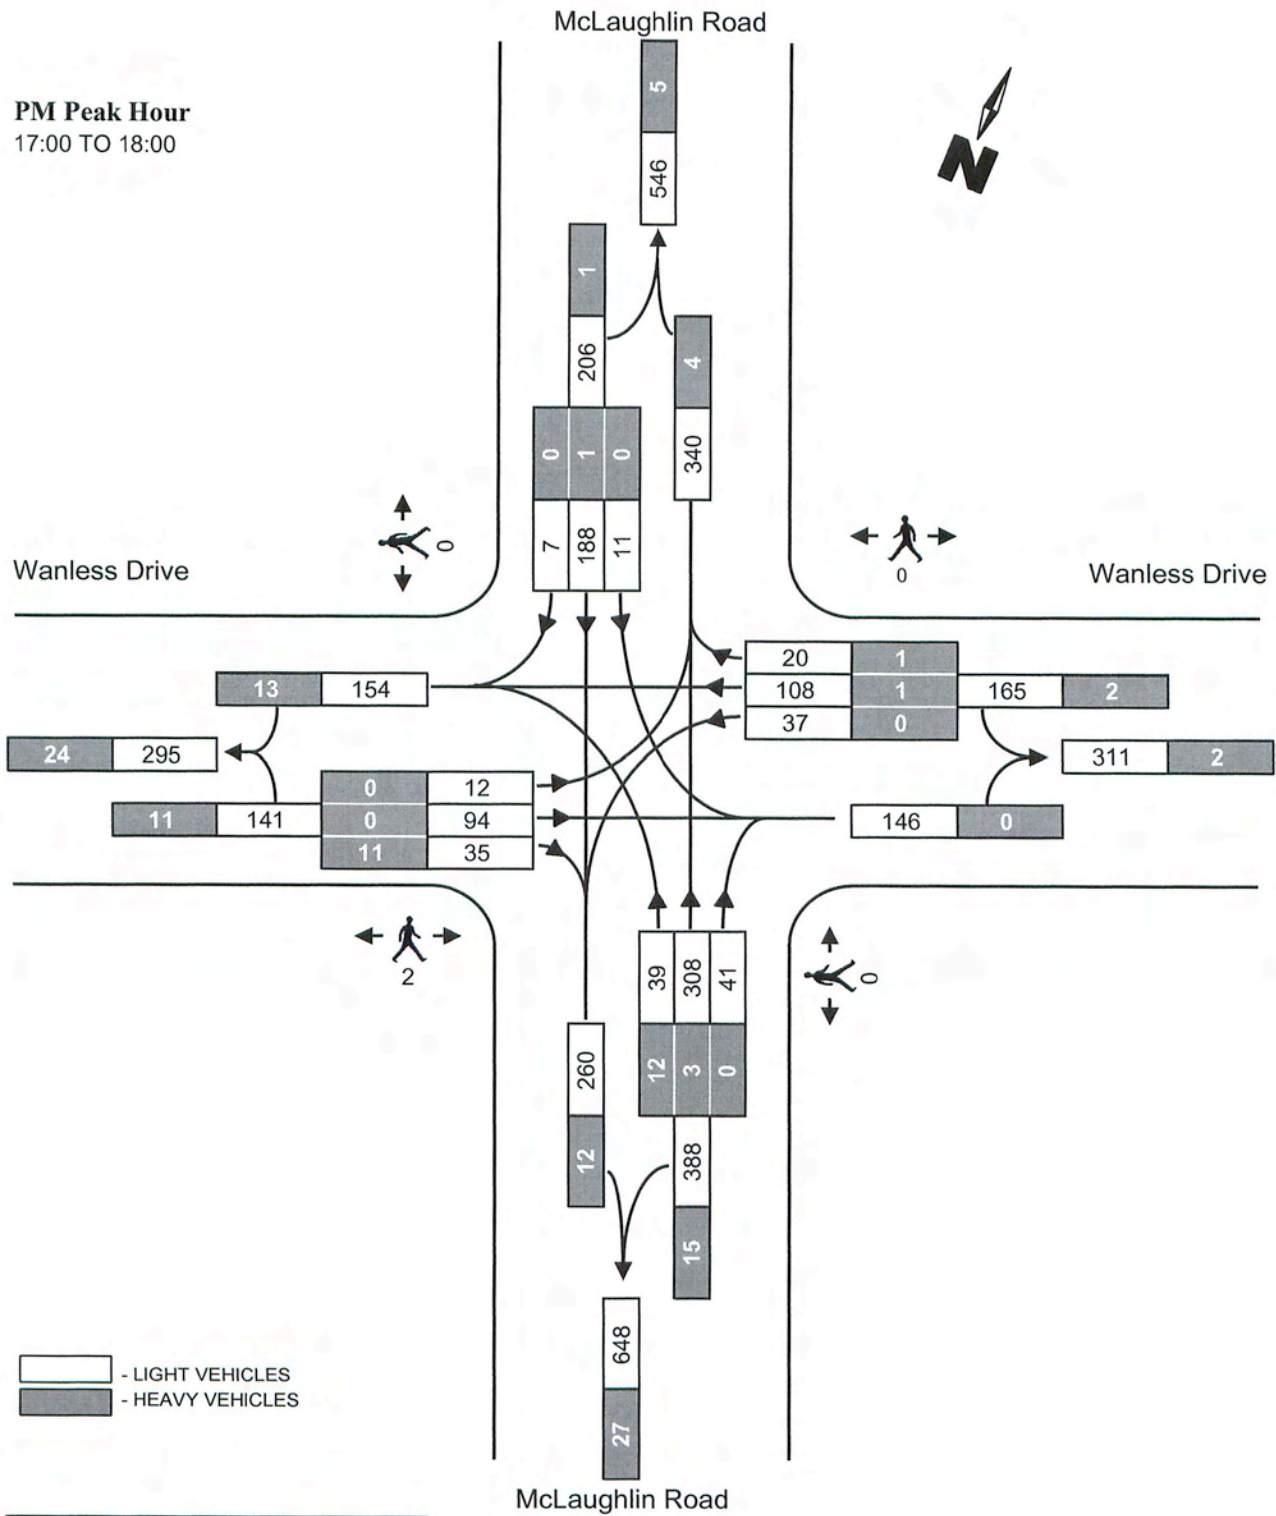 McLaughlin Road
PM Peak Hour
17:00 TO 18:00
N
5
546
1
206
4
340
0 1 0
7 188 11
0
0
Wanless Drive
Wanless Drive
20 1
13 154
108 1 165 2
37 0
24 295
311 2
0 12
11 141 0 94
146 0
11 35
2
39 308 41
0
12 3 0
260
12
388
15
648
27
- LIGHT VEHICLES
- HEAVY VEHICLES
McLaughlin Road